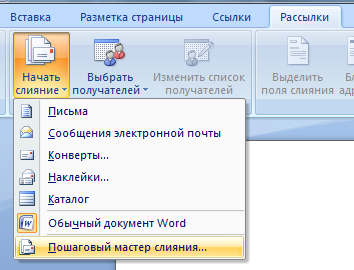 Вставка Разметка страницы Ссылки Рассылки
Начать слияние
Выбрать получателей
Изменить список получателей
Выделить поля слияния
Письма
Сообщения электронной почты
Конверты...
Наклейки...
Каталог
Обычный документ Word
Пошаговый мастер слияния...